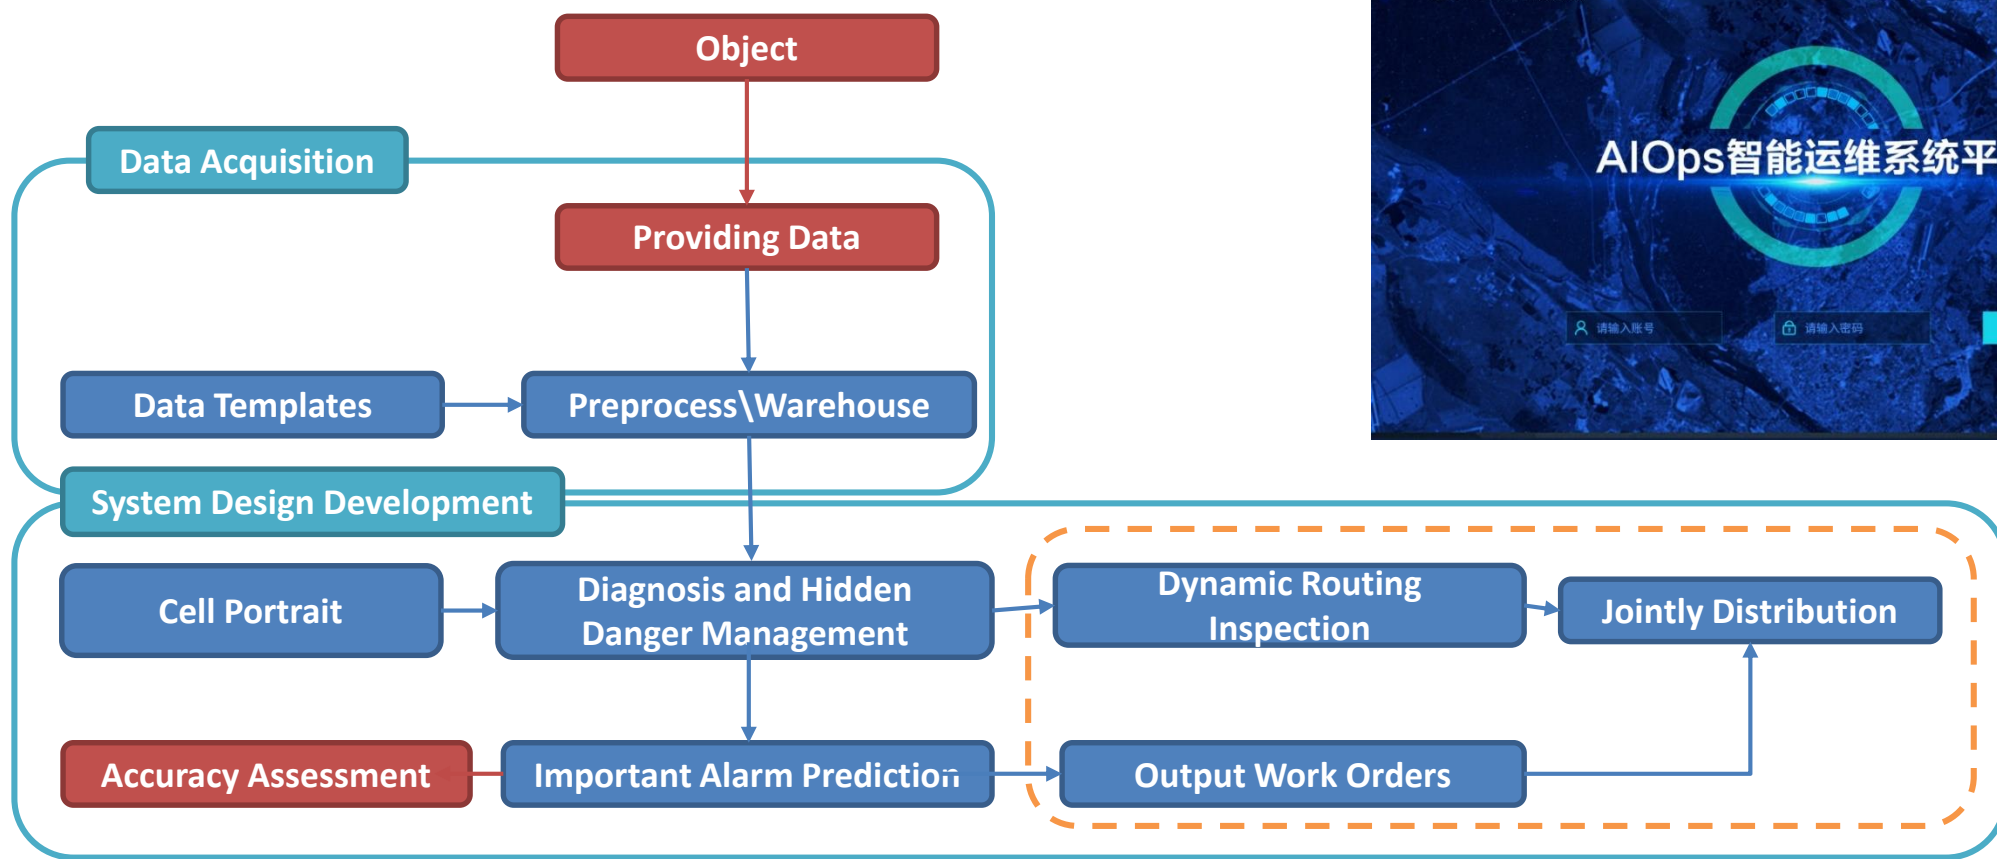 Object
Data Acquisition
Providing Data
Data Templates
Preprocess\Warehouse
System Design Development
Cell Portrait
Diagnosis and Hidden
Danger Management
Dynamic Routing
Inspection
Jointly Distribution
Accuracy Assessment
Important Alarm Prediction
Output Work Orders
AIOps智能运维系统平
请输入账号
请输入密码